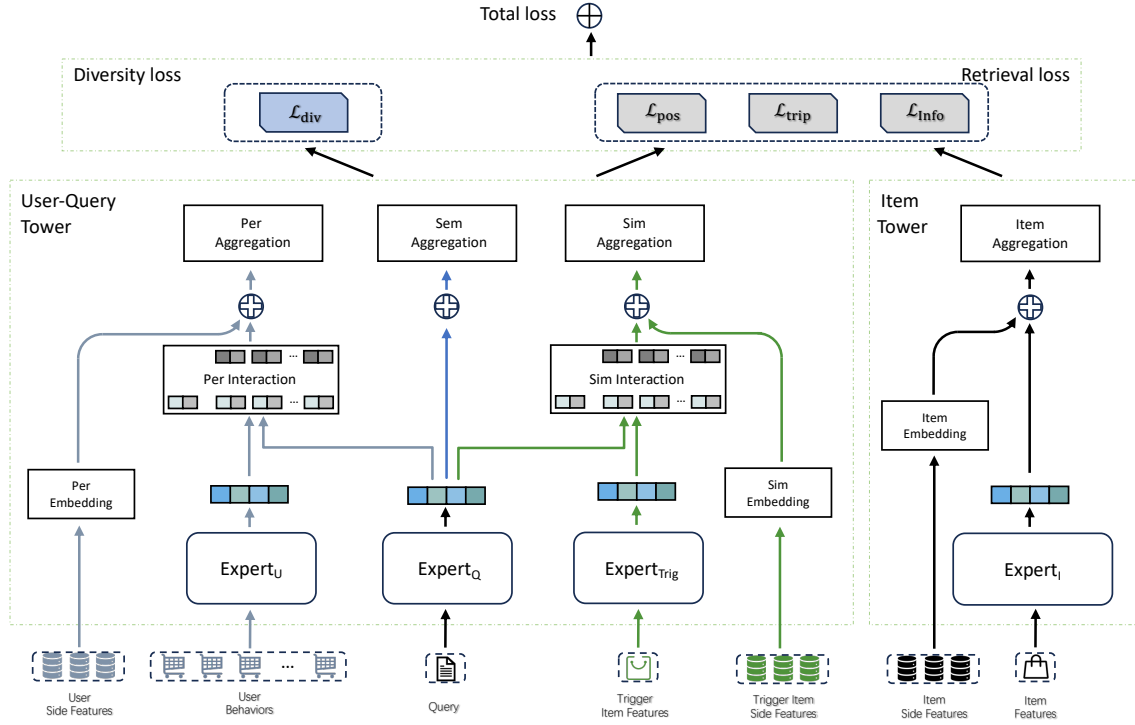 Total loss
Diversity loss
Retrieval loss
ℒdiv
ℒpos
ℒtrip
ℒInfo
User-Query
Tower
Per
Aggregation
Sem
Aggregation
Sim
Aggregation
Item
Tower
Item
Aggregation
...
Per Interaction
...
...
Sim Interaction
...
Per
Embedding
Sim
Embedding
Item
Embedding
ExpertU
ExpertQ
ExpertTrig
ExpertI
...
User
Side Features
User
Behaviors
Query
Trigger
Item Features
Trigger Item
Side Features
Item
Side Features
Item
Features